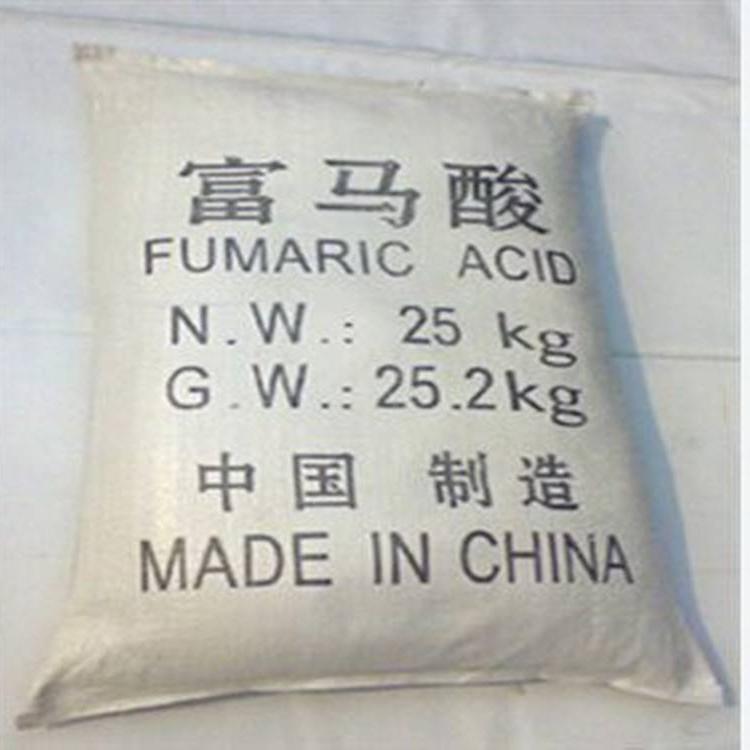 富马酸
FUMARIC ACID
N.W.: 25 kg
G.W.: 25.2kg
中国 制造
MADE IN CHINA